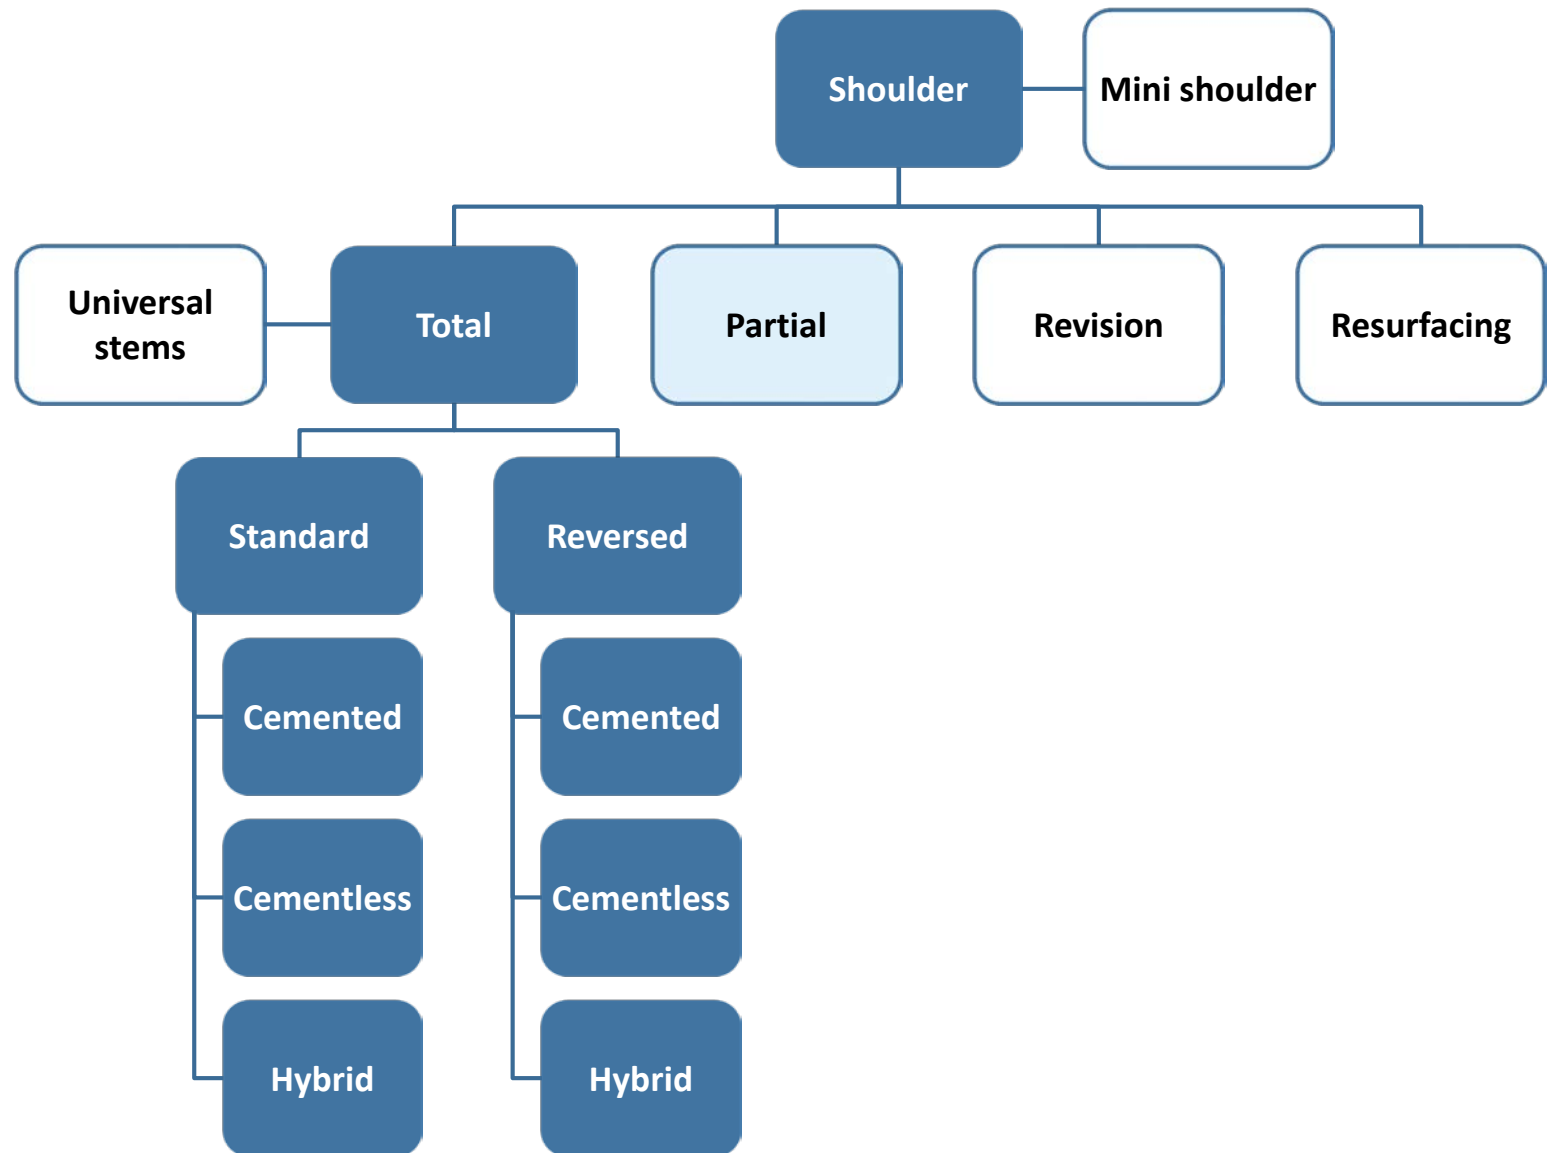 Shoulder
Mini shoulder
Universal
stems
Total
Partial
Revision
Resurfacing
Standard
Reversed
Cemented
Cemented
Cementless
Cementless
Hybrid
Hybrid